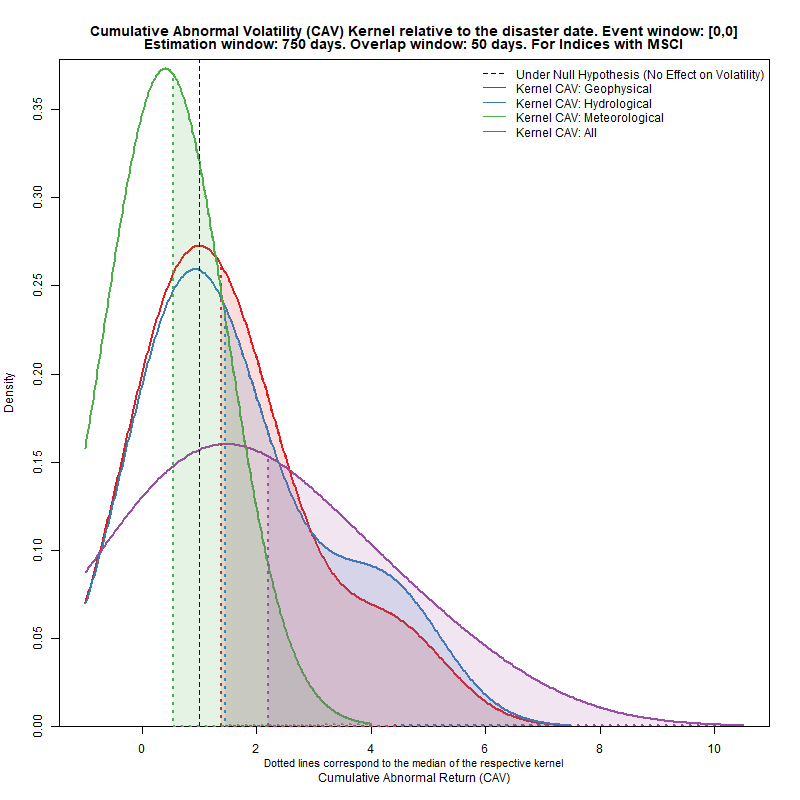 Cumulative Abnormal Volatility (CAV) Kernel relative to the disaster date. Event window: [0,0]
Estimation window: 750 days. Overlap window: 50 days. For Indices with MSCI
Under Null Hypothesis (No Effect on Volatility)
Kernel CAV: Geophysical
Kernel CAV: Hydrological
Kernel CAV: Meteorological
Kernel CAV: All
0.35
0.30
0.25
0.20
0.15
0.10
0.05
0.00
Density
0 2 4 6 8 10
Dotted lines correspond to the median of the respective kernel
Cumulative Abnormal Return (CAV)